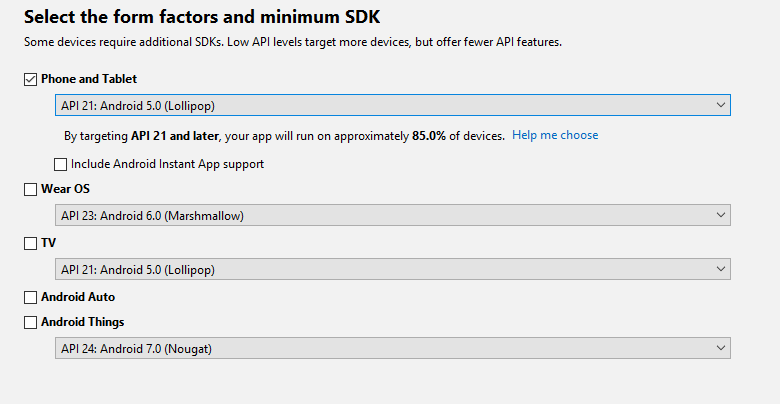 Select the form factors and minimum SDK
Some devices require additional SDKs. Low API levels target more devices, but offer fewer API features.
Phone and Tablet
API 21: Android 5.0 (Lollipop)
By targeting API 21 and later, your app will run on approximately 85.0% of devices. Help me choose
Include Android Instant App support
Wear OS
API 23: Android 6.0 (Marshmallow)
TV
API 21: Android 5.0 (Lollipop)
Android Auto
Android Things
API 24: Android 7.0 (Nougat)